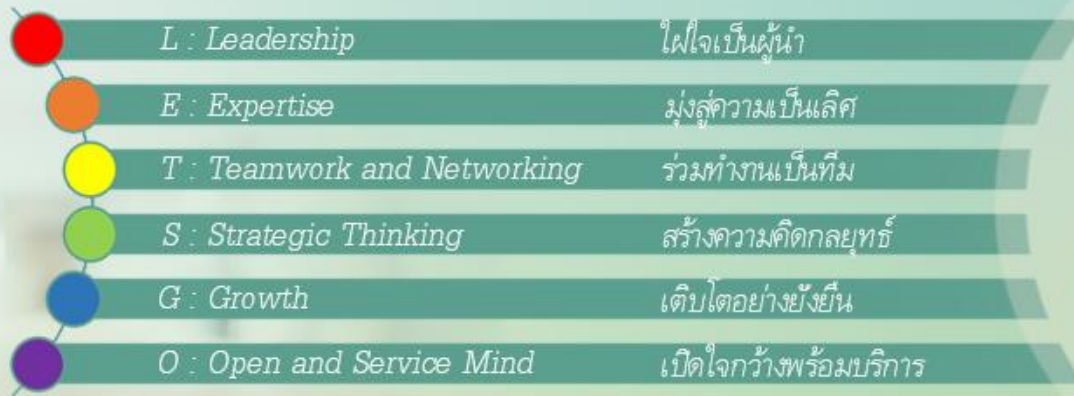 L : Leadership ใฝ่ใจเป็นผู้นำ
E : Expertise มุ่งสู่ความเป็นเลิศ
T : Teamwork and Networking ร่วมทำงานเป็นทีม
S : Strategic Thinking สร้างความคิดกลยุทธ์
G : Growth เติบโตอย่างยั่งยืน
O : Open and Service Mind เปิดใจกว้างพร้อมบริการ